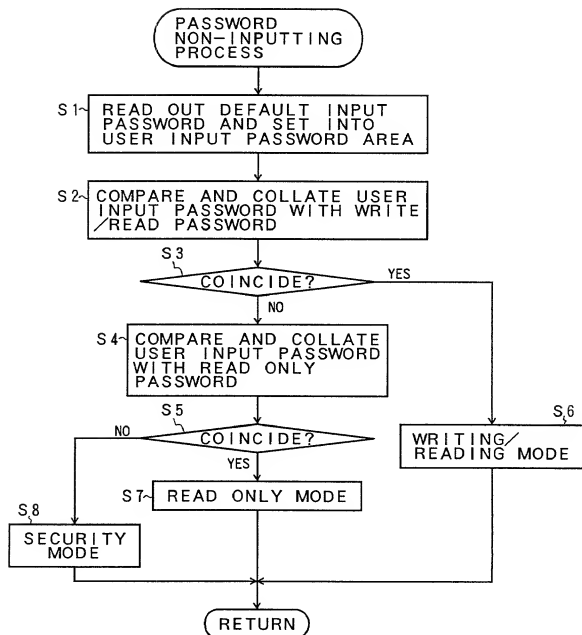 PASSWORD
NON-INPUTTING
PROCESS
S1
READ OUT DEFAULT INPUT
PASSWORD AND SET INTO
USER INPUT PASSWORD AREA
S2
COMPARE AND COLLATE USER
INPUT PASSWORD WITH WRITE
/READ PASSWORD
S3
COINCIDE?
YES
NO
S4
COMPARE AND COLLATE
USER INPUT PASSWORD
WITH READ ONLY
PASSWORD
S5
COINCIDE?
NO
YES
S6
WRITING/
READING MODE
S7
READ ONLY MODE
S8
SECURITY
MODE
RETURN